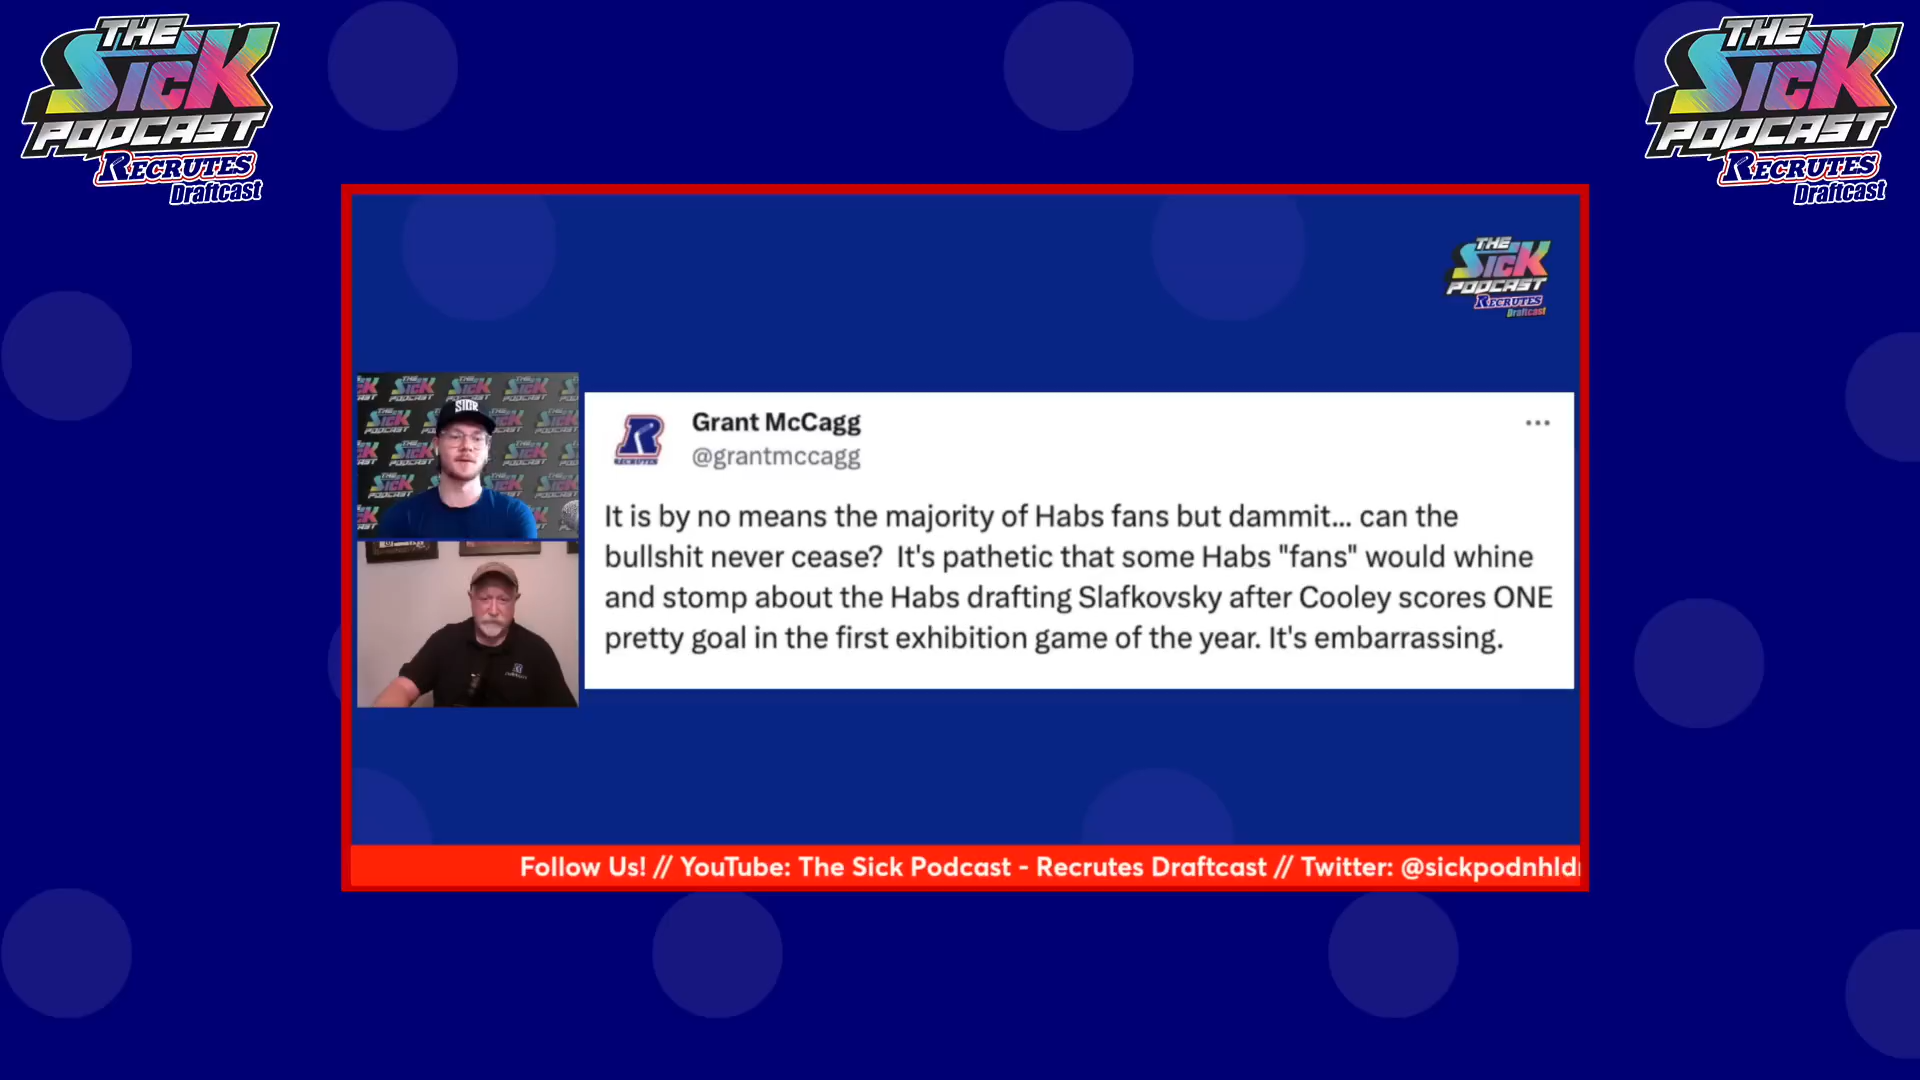 THE
SICK
PODCAST
RECRUTES
Draftcast
THE
SICK
PODCAST
RECRUTES
Draftcast
THE
SICK
PODCAST
RECRUTES
Draftcast
SICK
Grant McCagg
@grantmccagg
R
RECRUTES
It is by no means the majority of Habs fans but dammit... can the
bullshit never cease?  It's pathetic that some Habs "fans" would whine
and stomp about the Habs drafting Slafkovsky after Cooley scores ONE
pretty goal in the first exhibition game of the year. It's embarrassing.
Follow Us! // YouTube: The Sick Podcast - Recrutes Draftcast // Twitter: @sickpodnhld